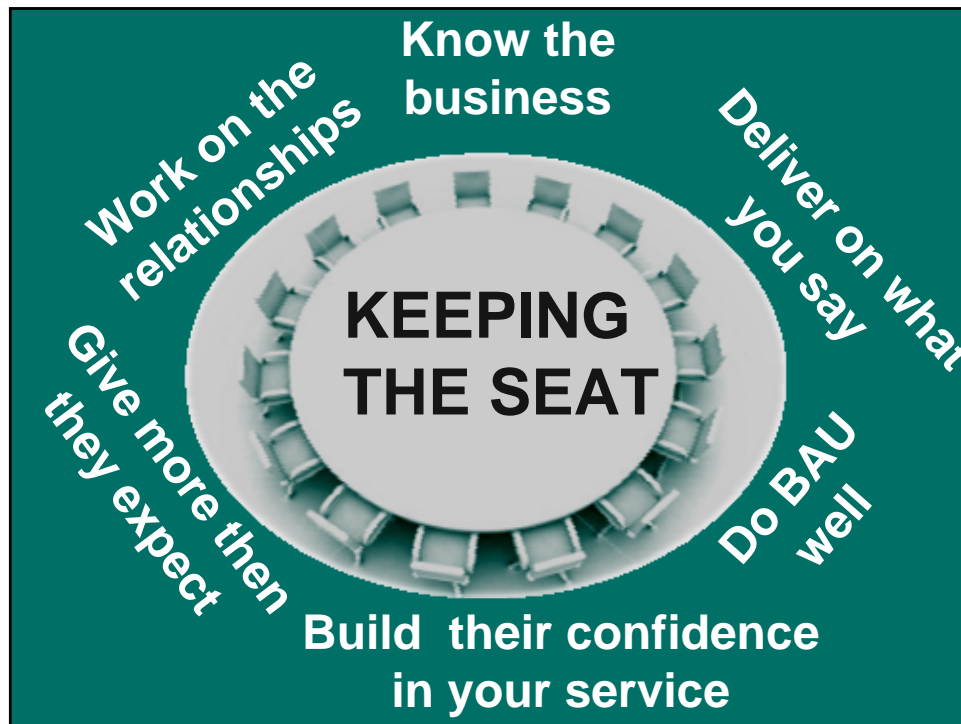 Know the
business
Deliver on what
you say
Do BAU
well
Build  their confidence
in your service
Give more then
they expect
Work on the
relationships
KEEPING
THE SEAT